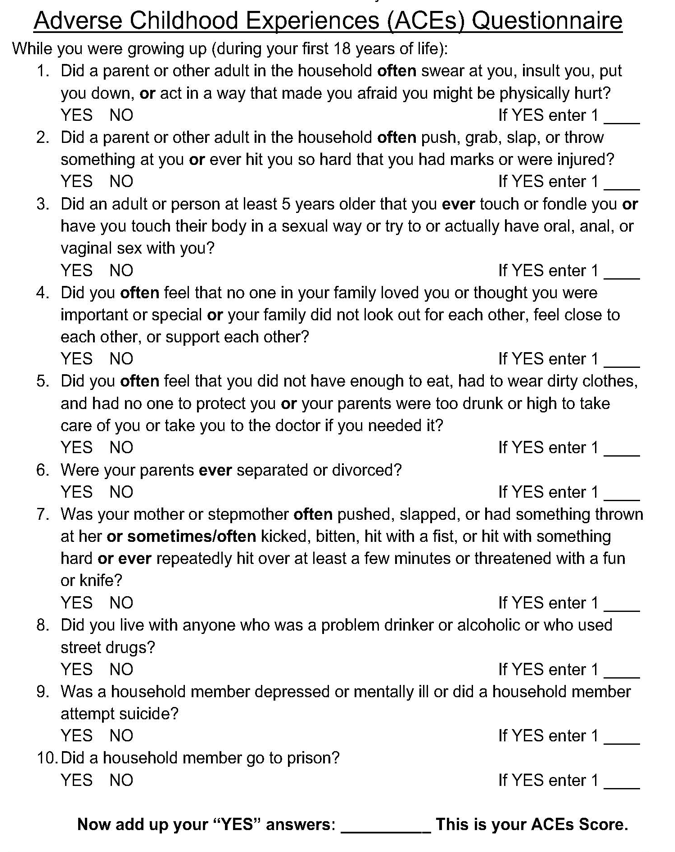 Adverse Childhood Experiences (ACEs) Questionnaire
While you were growing up (during your first 18 years of life):
1. Did a parent or other adult in the household often swear at you, insult you, put
you down, or act in a way that made you afraid you might be physically hurt?
YES NO If YES enter 1 ____
2. Did a parent or other adult in the household often push, grab, slap, or throw
something at you or ever hit you so hard that you had marks or were injured?
YES NO If YES enter 1 ____
3. Did an adult or person at least 5 years older that you ever touch or fondle you or
have you touch their body in a sexual way or try to or actually have oral, anal, or
vaginal sex with you?
YES NO If YES enter 1 ____
4. Did you often feel that no one in your family loved you or thought you were
important or special or your family did not look out for each other, feel close to
each other, or support each other?
YES NO If YES enter 1 ____
5. Did you often feel that you did not have enough to eat, had to wear dirty clothes,
and had no one to protect you or your parents were too drunk or high to take
care of you or take you to the doctor if you needed it?
YES NO If YES enter 1 ____
6. Were your parents ever separated or divorced?
YES NO If YES enter 1 ____
7. Was your mother or stepmother often pushed, slapped, or had something thrown
at her or sometimes/often kicked, bitten, hit with a fist, or hit with something
hard or ever repeatedly hit over at least a few minutes or threatened with a fun
or knife?
YES NO If YES enter 1 ____
8. Did you live with anyone who was a problem drinker or alcoholic or who used
street drugs?
YES NO If YES enter 1 ____
9. Was a household member depressed or mentally ill or did a household member
attempt suicide?
YES NO If YES enter 1 ____
10. Did a household member go to prison?
YES NO If YES enter 1 ____
Now add up your “YES” answers: __________ This is your ACEs Score.